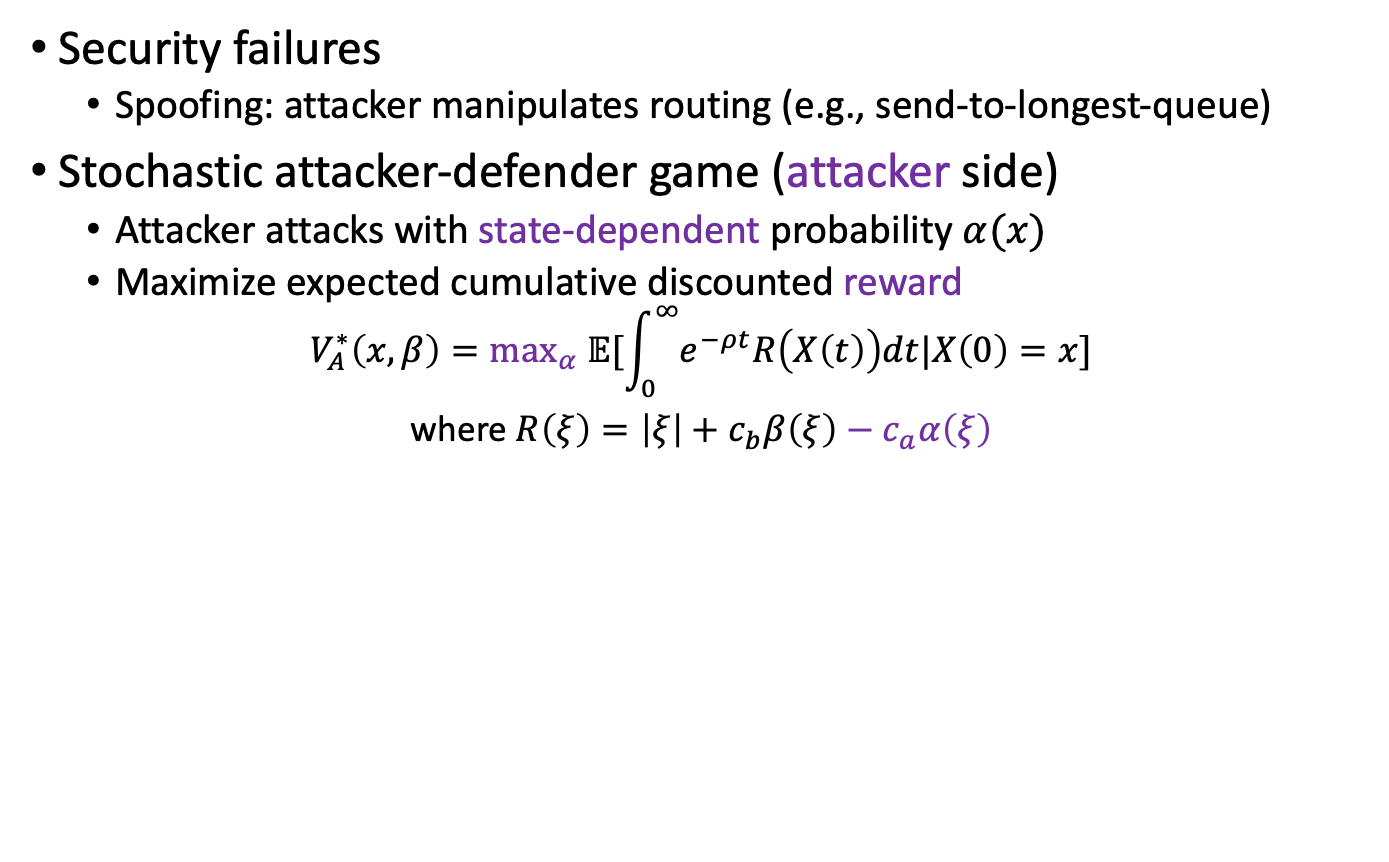 • Security failures
• Spoofing: attacker manipulates routing (e.g., send-to-longest-queue)
• Stochastic attacker-defender game (attacker side)
• Attacker attacks with state-dependent probability α(x)
• Maximize expected cumulative discounted reward
V_A^*(x, β) = max_α 𝔼[∫_0^∞ e^{−ρt} R(X(t))dt|X(0) = x]
where R(ξ) = |ξ| + c_b β(ξ) − c_a α(ξ)